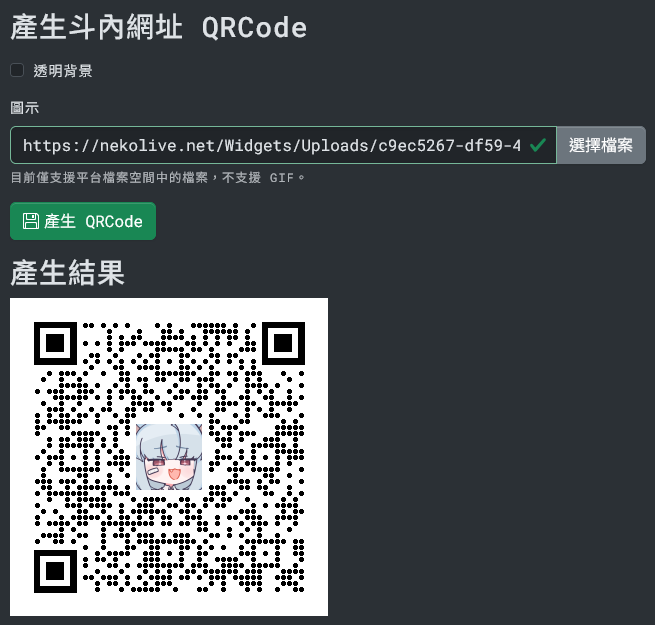 產生斗內網址 QRCode
透明背景
圖示
https://nekolive.net/Widgets/Uploads/c9ec5267-df59-4
選擇檔案
目前僅支援平台檔案空間中的檔案，不支援 GIF。
產生 QRCode
產生結果